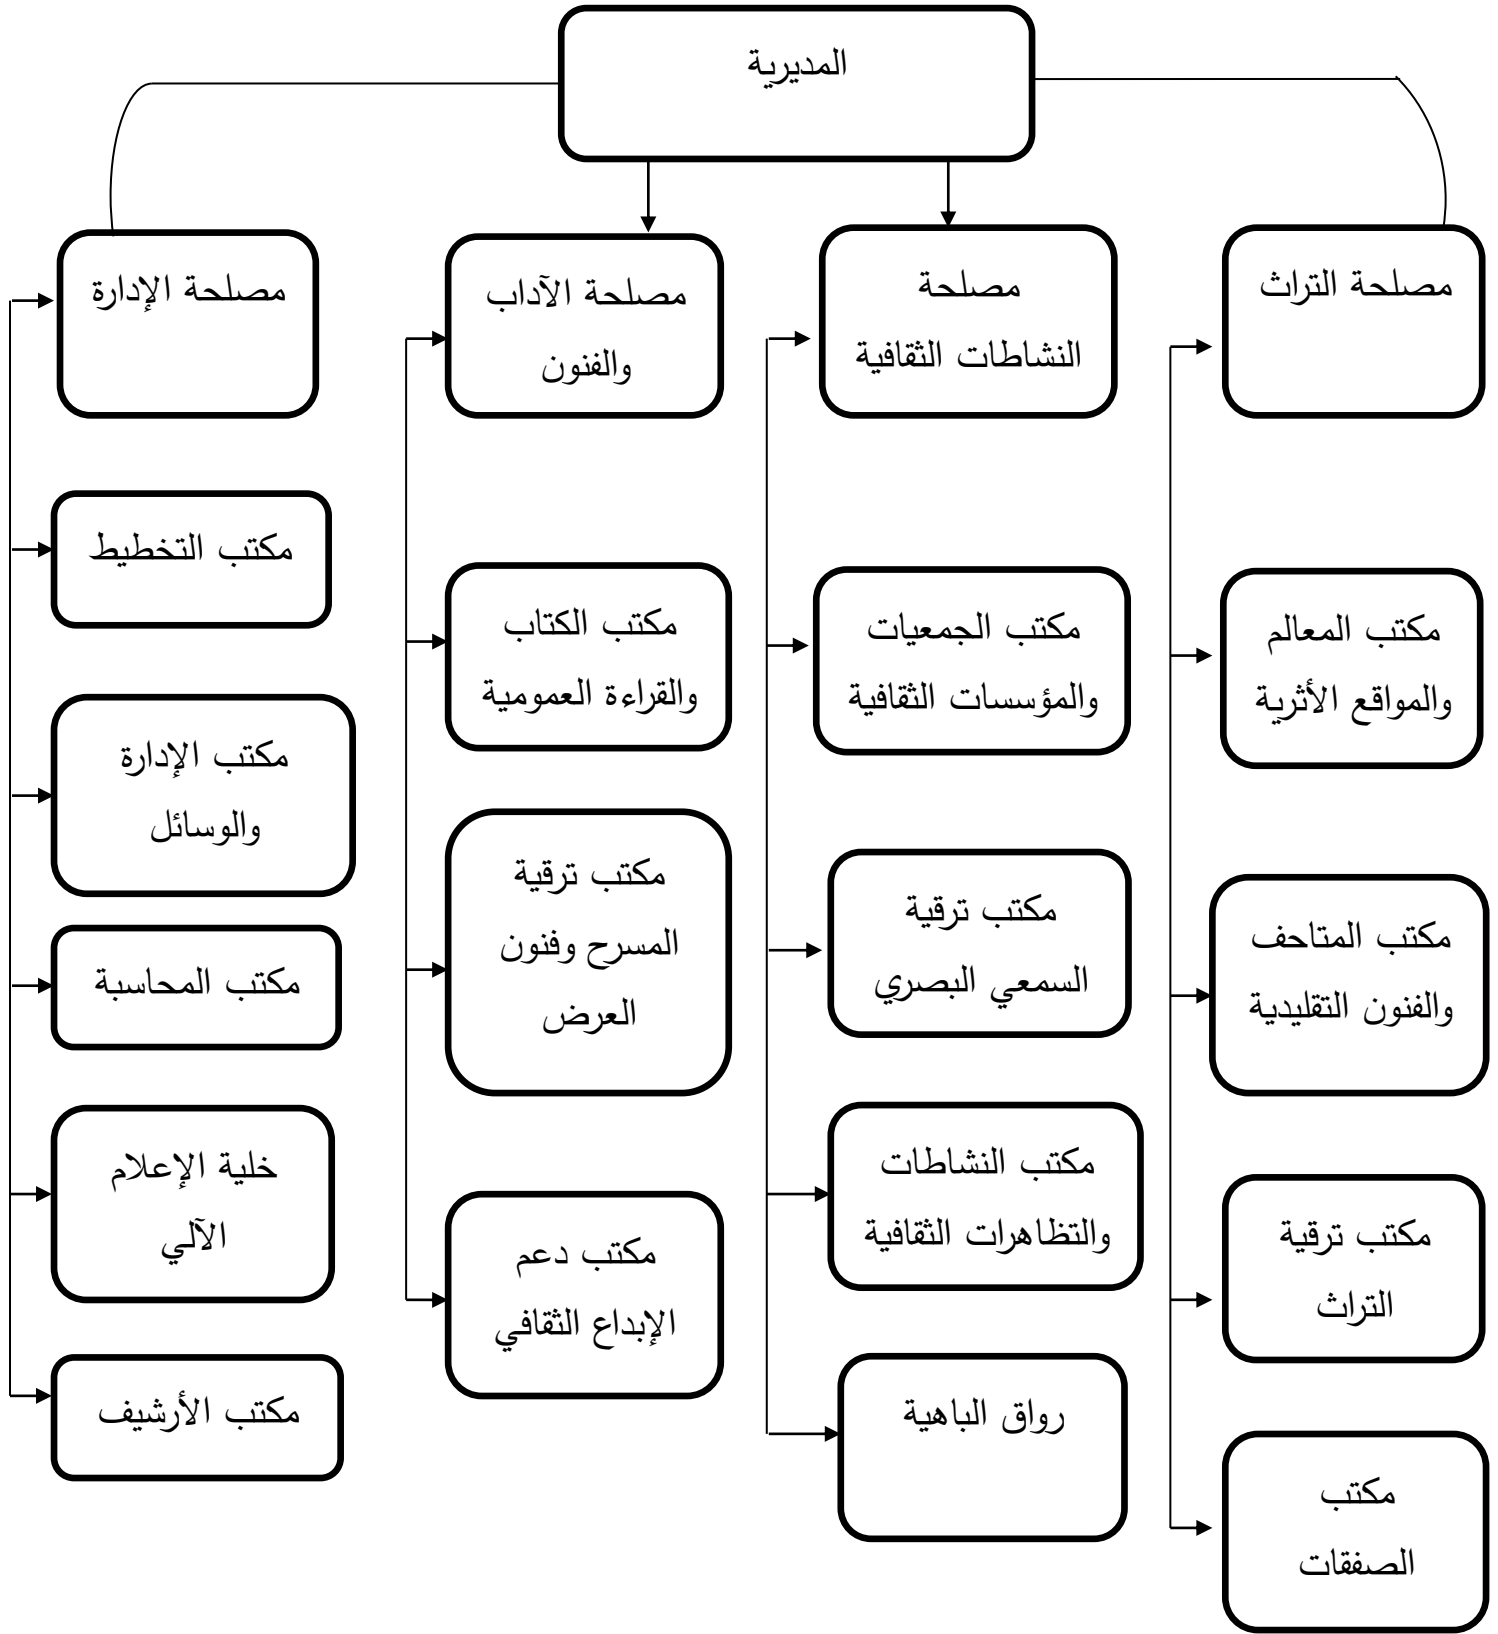 المديرية
مصلحة التراث
مصلحة
النشاطات الثقافية
مصلحة الآداب
والفنون
مصلحة الإدارة
مكتب المعالم
والمواقع الأثرية
مكتب المتاحف
والفنون التقليدية
مكتب ترقية
التراث
مكتب
الصفقات
مكتب الجمعيات
والمؤسسات الثقافية
مكتب ترقية
السمعي البصري
مكتب النشاطات
والتظاهرات الثقافية
رواق الباهية
مكتب الكتاب
والقراءة العمومية
مكتب ترقية
المسرح وفنون
العرض
مكتب دعم
الإبداع الثقافي
مكتب التخطيط
مكتب الإدارة
والوسائل
مكتب المحاسبة
خلية الإعلام
الآلي
مكتب الأرشيف